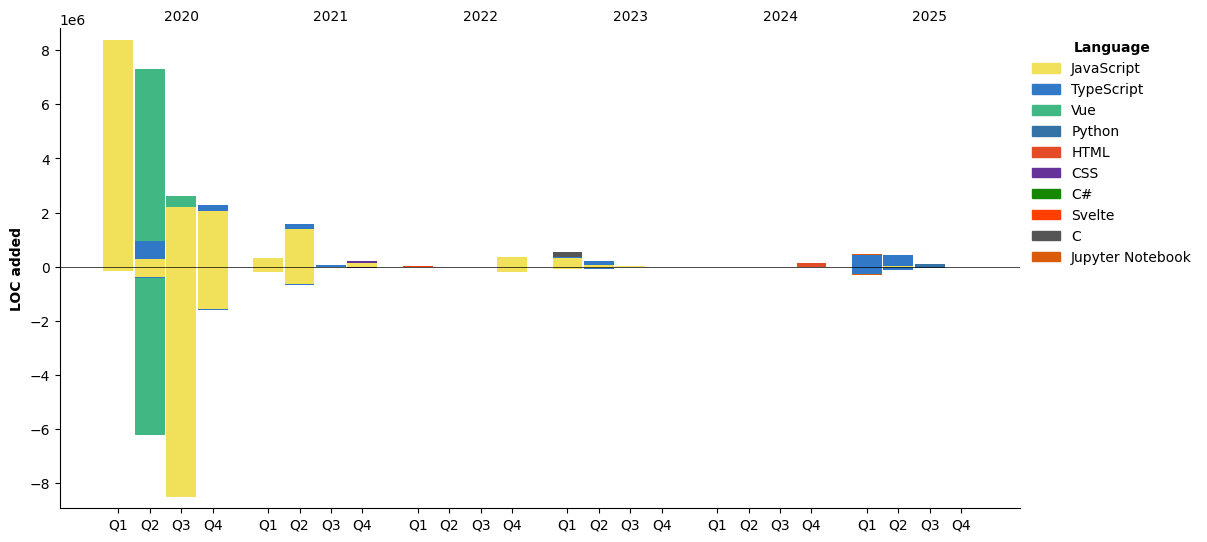 1e6
2020 2021 2022 2023 2024 2025
8
6
4
2
0
−2
−4
−6
−8
LOC added
Q1 Q2 Q3 Q4 Q1 Q2 Q3 Q4 Q1 Q2 Q3 Q4 Q1 Q2 Q3 Q4 Q1 Q2 Q3 Q4 Q1 Q2 Q3 Q4
Language
JavaScript
TypeScript
Vue
Python
HTML
CSS
C#
Svelte
C
Jupyter Notebook